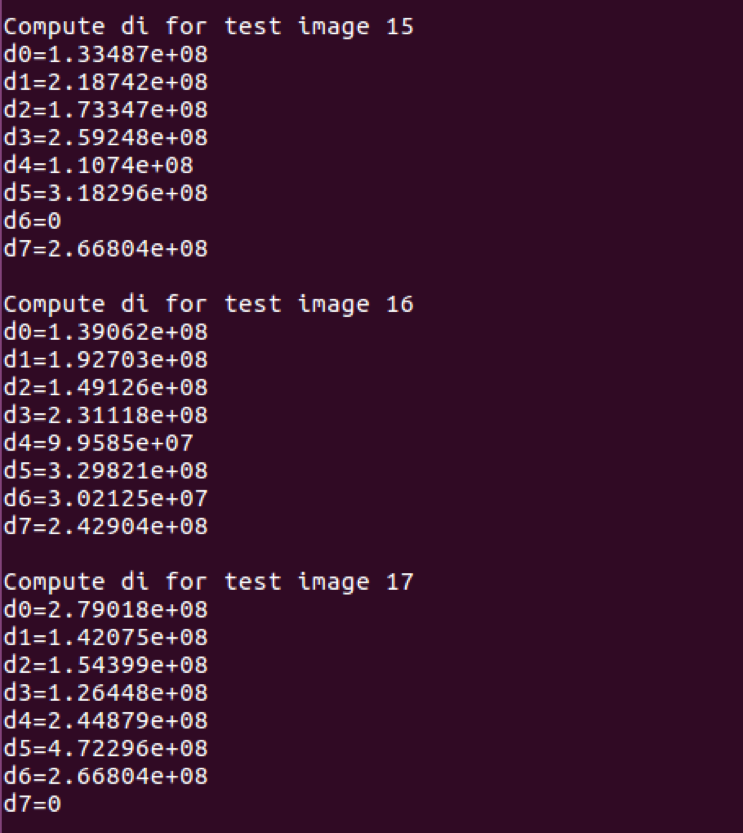 Compute di for test image 15
d0=1.33487e+08
d1=2.18742e+08
d2=1.73347e+08
d3=2.59248e+08
d4=1.1074e+08
d5=3.18296e+08
d6=0
d7=2.66804e+08
Compute di for test image 16
d0=1.39062e+08
d1=1.92703e+08
d2=1.49126e+08
d3=2.31118e+08
d4=9.9585e+07
d5=3.29821e+08
d6=3.02125e+07
d7=2.42904e+08
Compute di for test image 17
d0=2.79018e+08
d1=1.42075e+08
d2=1.54399e+08
d3=1.26448e+08
d4=2.44879e+08
d5=4.72296e+08
d6=2.66804e+08
d7=0